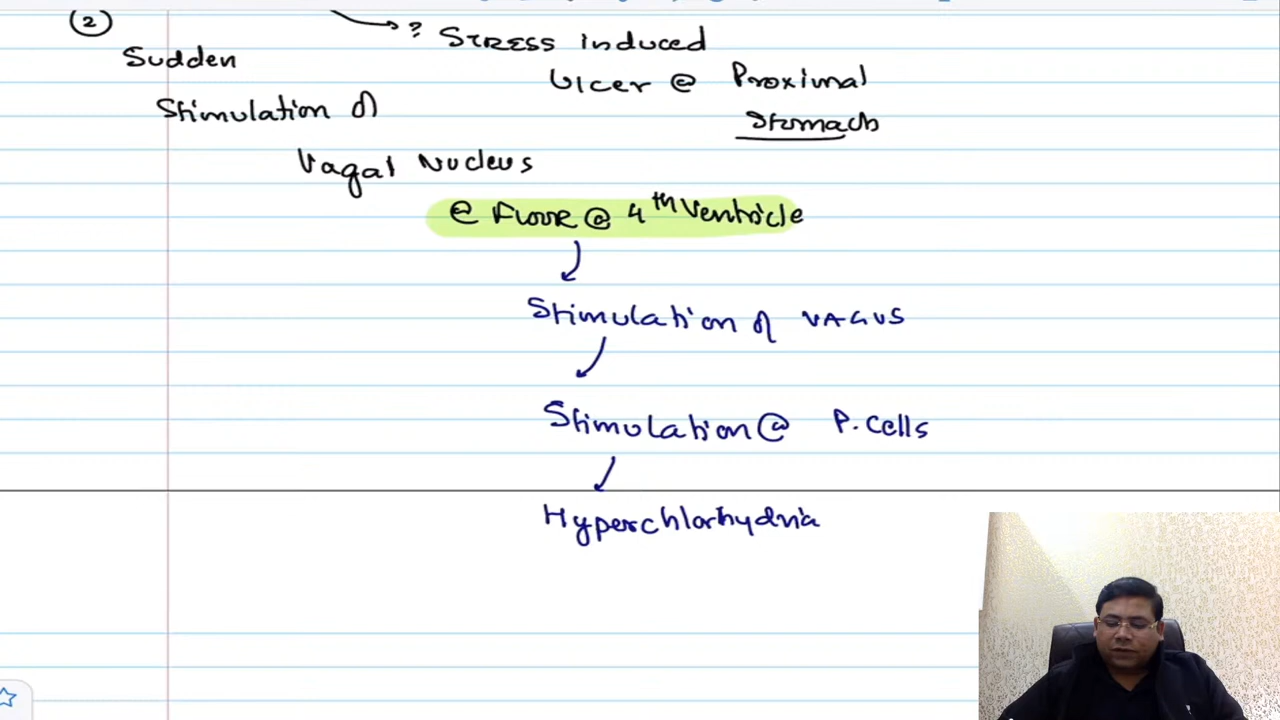 2
? STRESS induced
Sudden
Ulcer @ Proximal
Stimulation of
Stomach
Vagal Nucleus
@ Floor @ 4th Ventricle
Stimulation of VAGUS
Stimulation @ P. Cells
Hyperchlorhydria